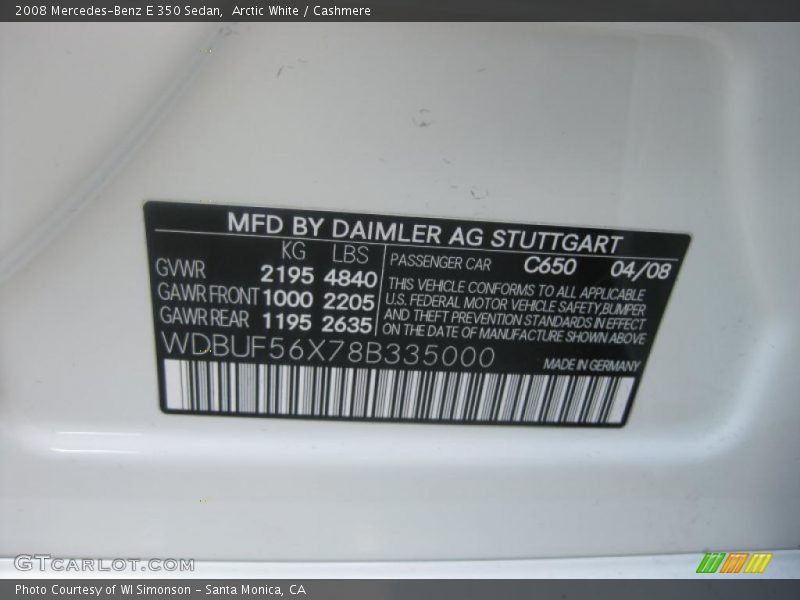 2008 Mercedes-Benz E 350 Sedan,  Arctic White / Cashmere
MFD BY DAIMLER AG STUTTGART
KG LBS
GVWR 2195 4840
GAWR FRONT 1000 2205
GAWR REAR 1195 2635
PASSENGER CAR C650 04/08
THIS VEHICLE CONFORMS TO ALL APPLICABLE
U.S. FEDERAL MOTOR VEHICLE SAFETY, BUMPER
AND THEFT PREVENTION STANDARDS IN EFFECT
ON THE DATE OF MANUFACTURE SHOWN ABOVE
WDBUF56X78B335000
MADE IN GERMANY
GTCARLOT.COM
Photo Courtesy of WI Simonson - Santa Monica, CA